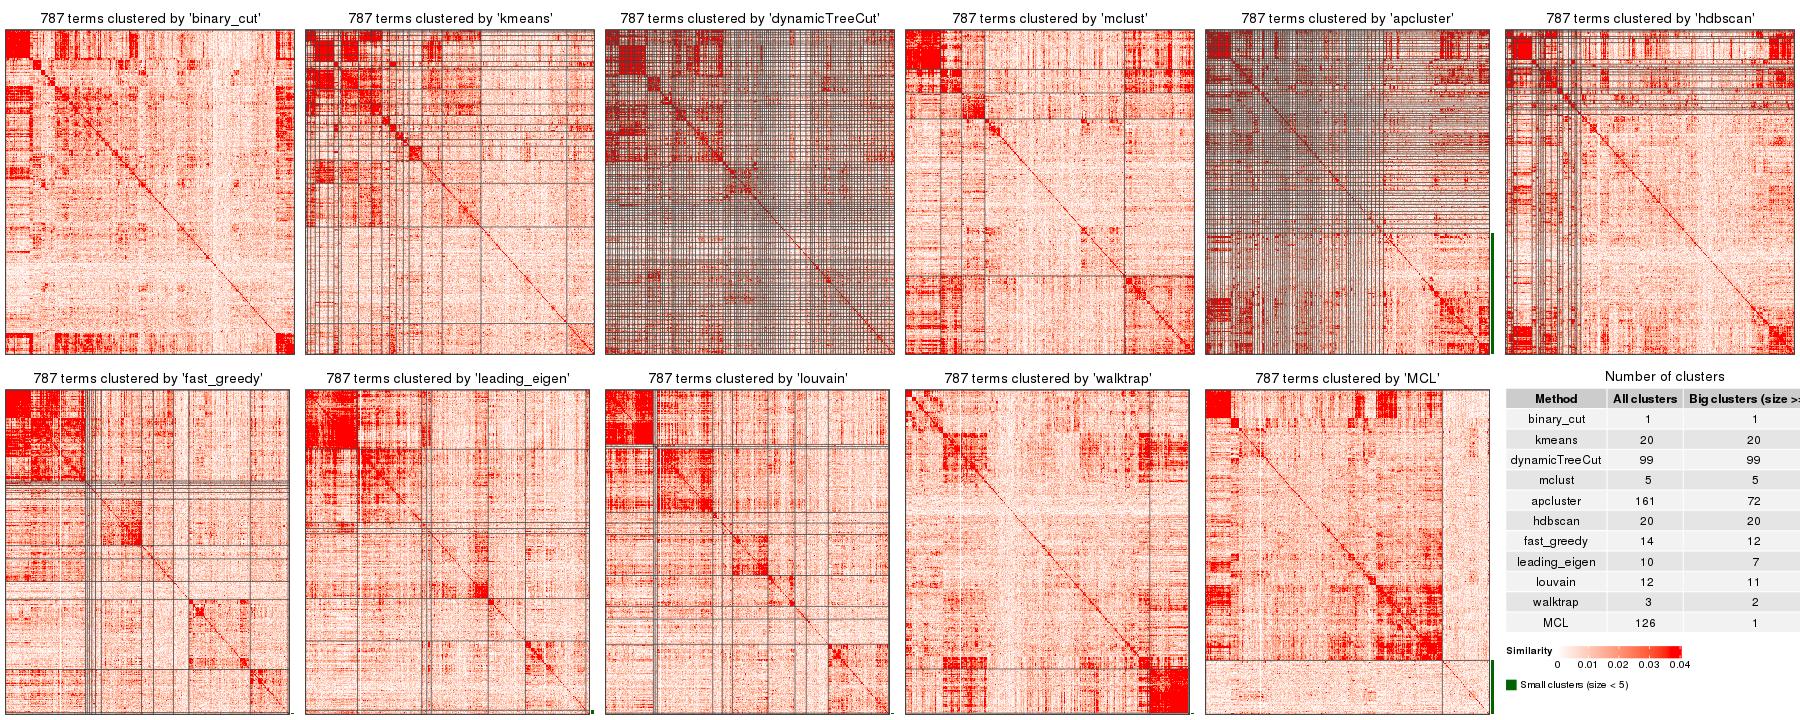 787 terms clustered by 'binary_cut'
787 terms clustered by 'kmeans'
787 terms clustered by 'dynamicTreeCut'
787 terms clustered by 'mclust'
787 terms clustered by 'apcluster'
787 terms clustered by 'hdbscan'
787 terms clustered by 'fast_greedy'
787 terms clustered by 'leading_eigen'
787 terms clustered by 'louvain'
787 terms clustered by 'walktrap'
787 terms clustered by 'MCL'
Number of clusters
Method All clusters Big clusters (size >
binary_cut 1 1
kmeans 20 20
dynamicTreeCut 99 99
mclust 5 5
apcluster 161 72
hdbscan 20 20
fast_greedy 14 12
leading_eigen 10 7
louvain 12 11
walktrap 3 2
MCL 126 1
Similarity
0 0.01 0.02 0.03 0.04
Small clusters (size < 5)